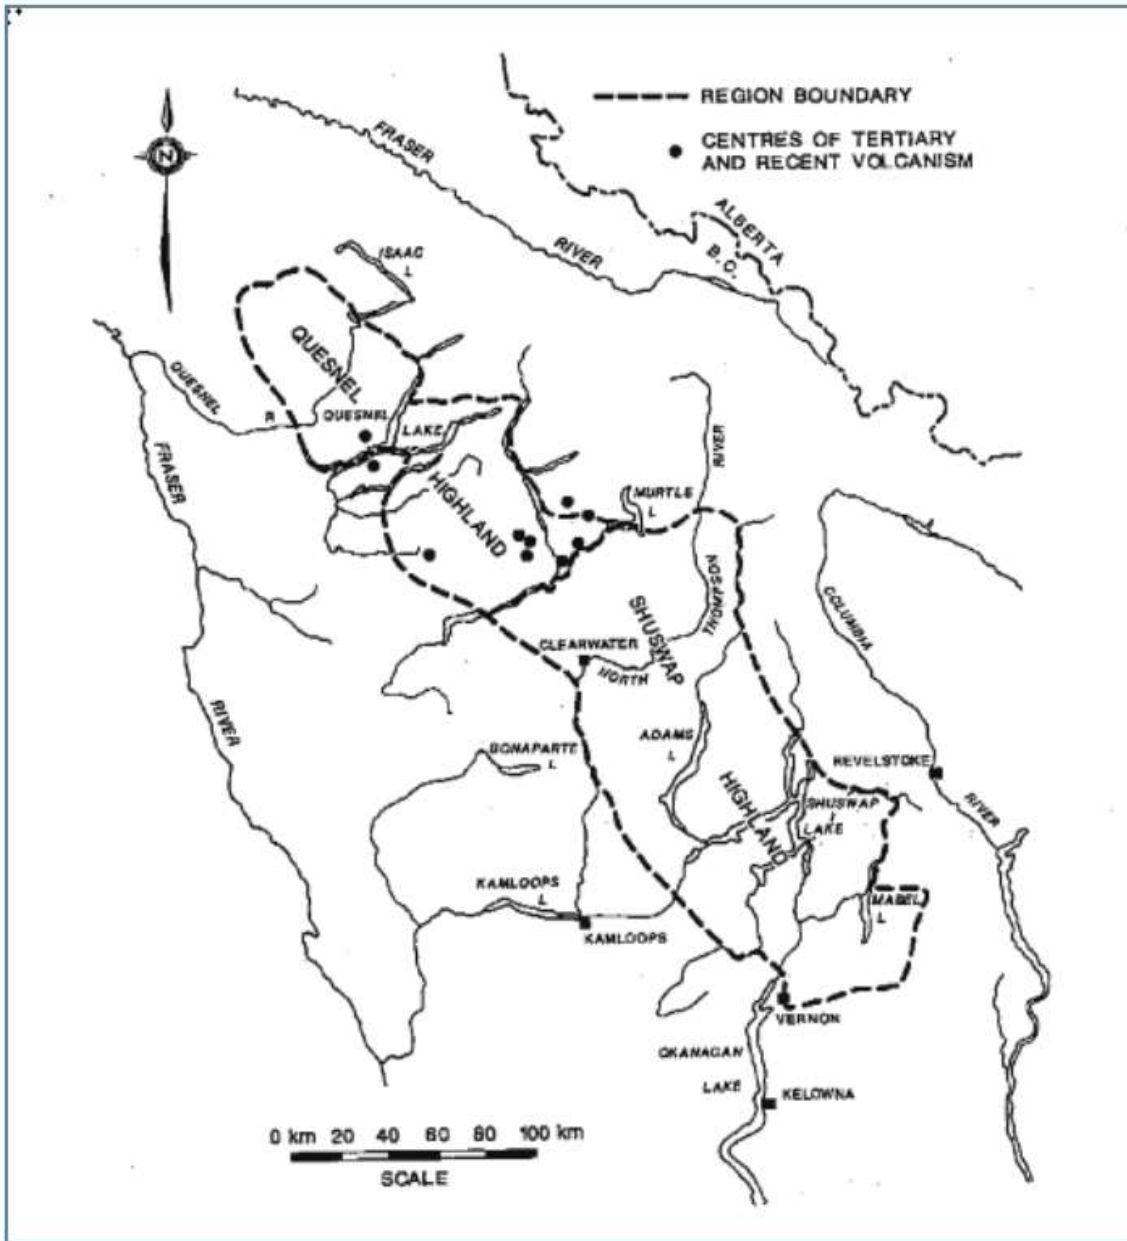 REGION BOUNDARY
CENTRES OF TERTIARY
AND RECENT VOLCANISM
N
FRASER
RIVER
ALBERTA
B.C.
ISAAC
L
QUESNEL
QUESNEL
R
QUESNEL
LAKE
FRASER
RIVER
HIGHLAND
MURTLE
L
RIVER
THOMPSON
NORTH
COLUMBIA
RIVER
SHUSWAP
HIGHLAND
CLEARWATER
ADAMS
L
BONAPARTE
L
REVELSTOKE
SHUSWAP
LAKE
KAMLOOPS
L
KAMLOOPS
MABEL
L
VERNON
OKANAGAN
LAKE
KELOWNA
0 km 20 40 60 80 100 km
SCALE